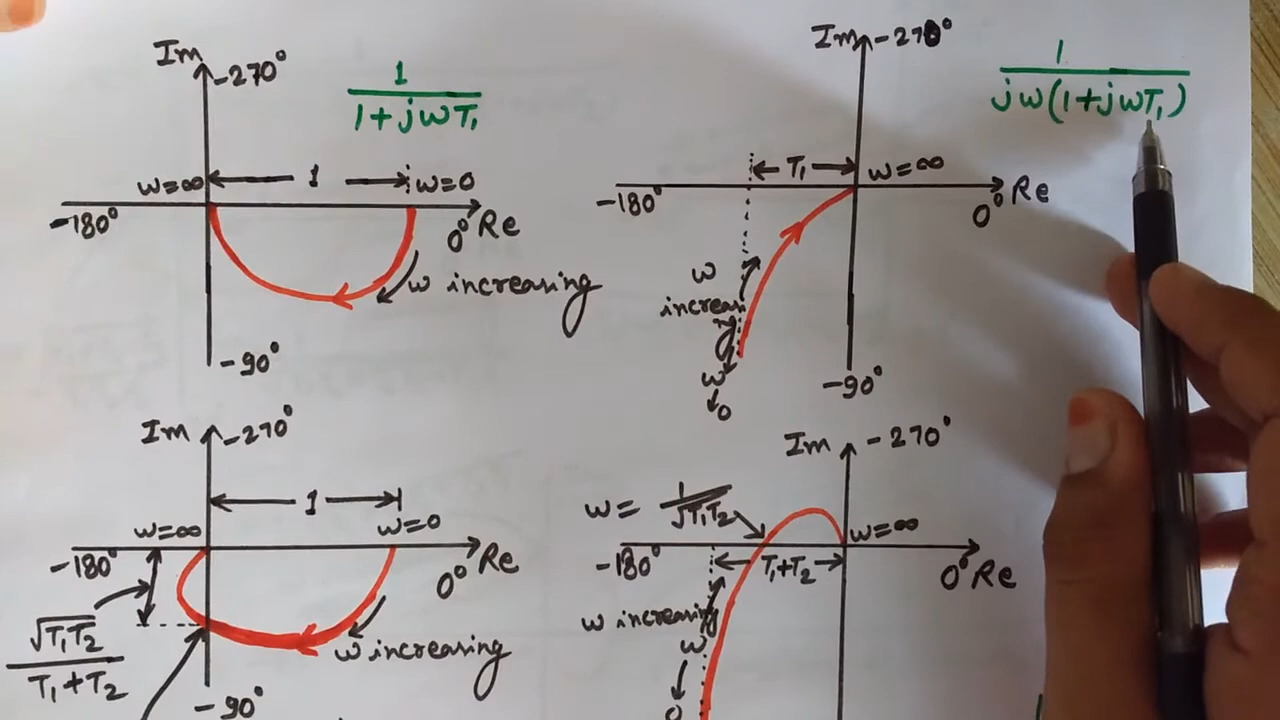 Im
-270°
1
1+jωT₁
ω=∞
1
ω=0
-180°
0° Re
ω increasing
-90°
Im -270°
1
jω(1+jωT₁)
T₁
ω=∞
-180°
0° Re
ω
increasing
ω
0
-90°
Im -270°
1
ω=∞
ω=0
-180°
0° Re
√T₁T₂
T₁+T₂
ω increasing
-90°
Im -270°
ω= 1
√T₁T₂
ω=∞
-180°
T₁+T₂
0° Re
ω increasing
ω
0